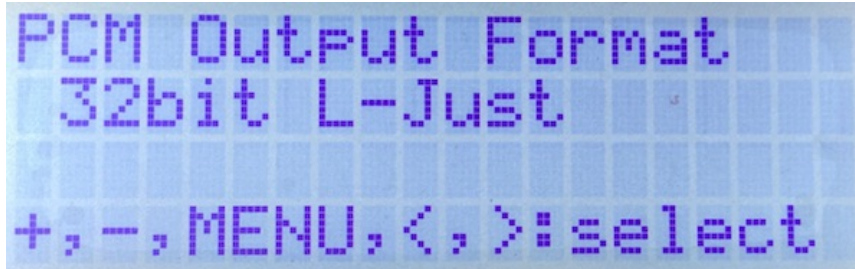 PCM Output Format
32bit L-Just
+,-,MENU,<,>:select